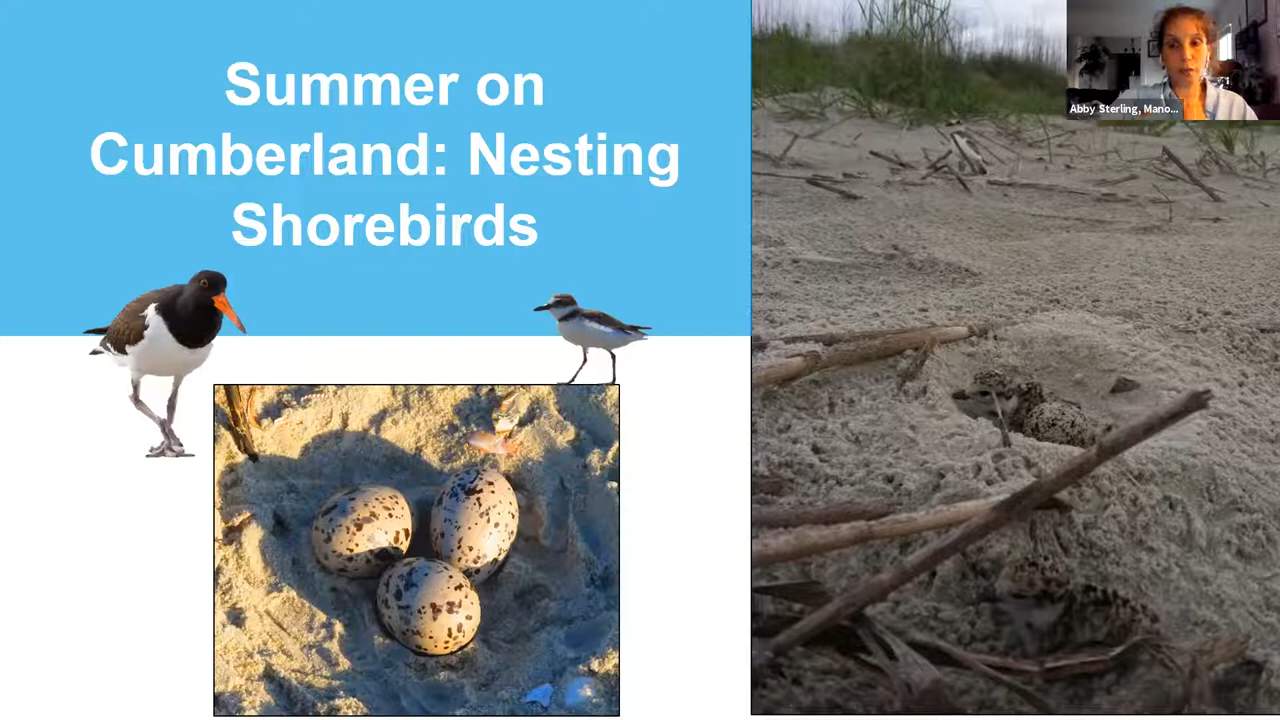 Summer on
Cumberland: Nesting
Shorebirds
Abby Sterling, Mano...